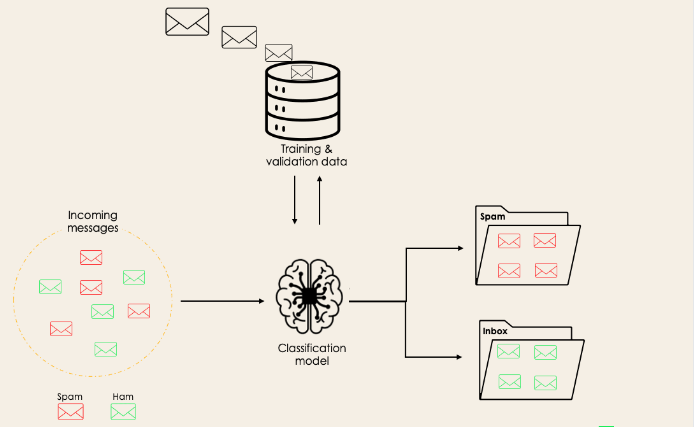 Training &
validation data
Incoming
messages
Spam
Classification
model
Inbox
Spam
Ham